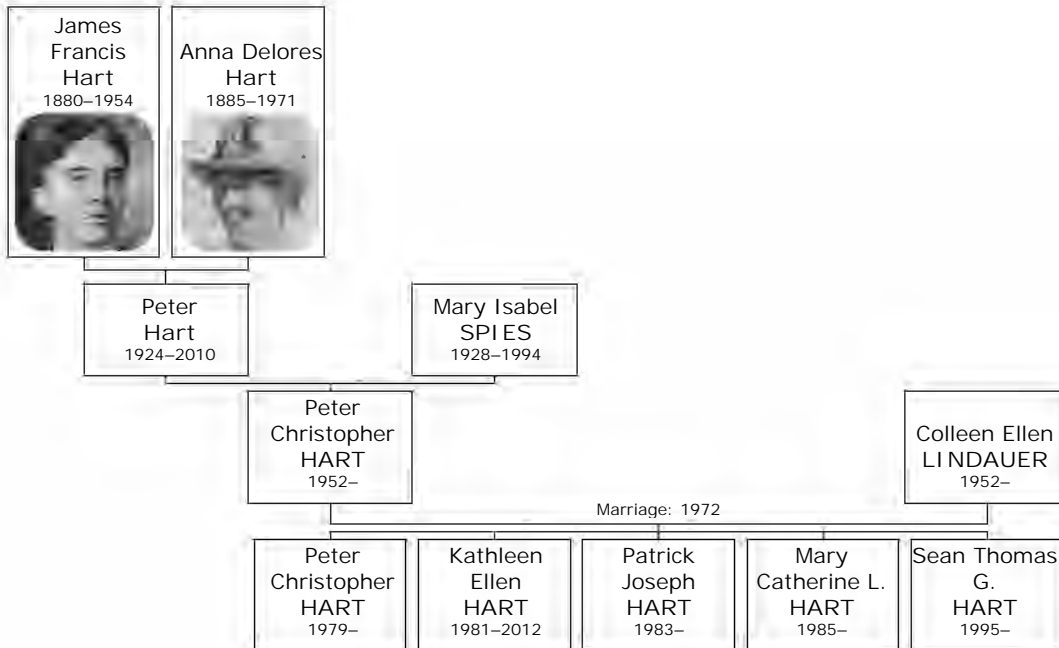 James
Francis
Hart
1880–1954
Anna Delores
Hart
1885–1971
Peter
Hart
1924–2010
Mary Isabel
SPIES
1928–1994
Peter
Christopher
HART
1952–
Colleen Ellen
LINDAUER
1952–
Marriage: 1972
Peter
Christopher
HART
1979–
Kathleen
Ellen
HART
1981–2012
Patrick
Joseph
HART
1983–
Mary
Catherine L.
HART
1985–
Sean Thomas
G.
HART
1995–